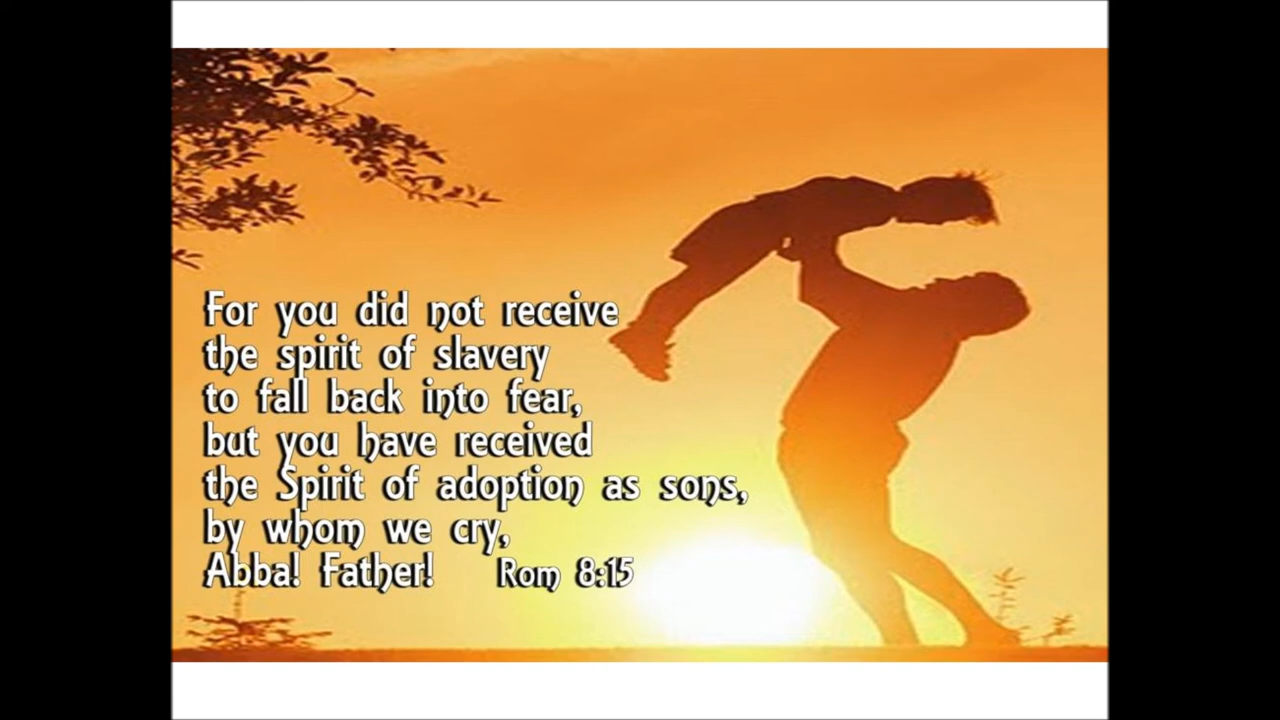 For you did not receive
the spirit of slavery
to fall back into fear,
but you have received
the Spirit of adoption as sons,
by whom we cry,
Abba! Father! Rom 8:15